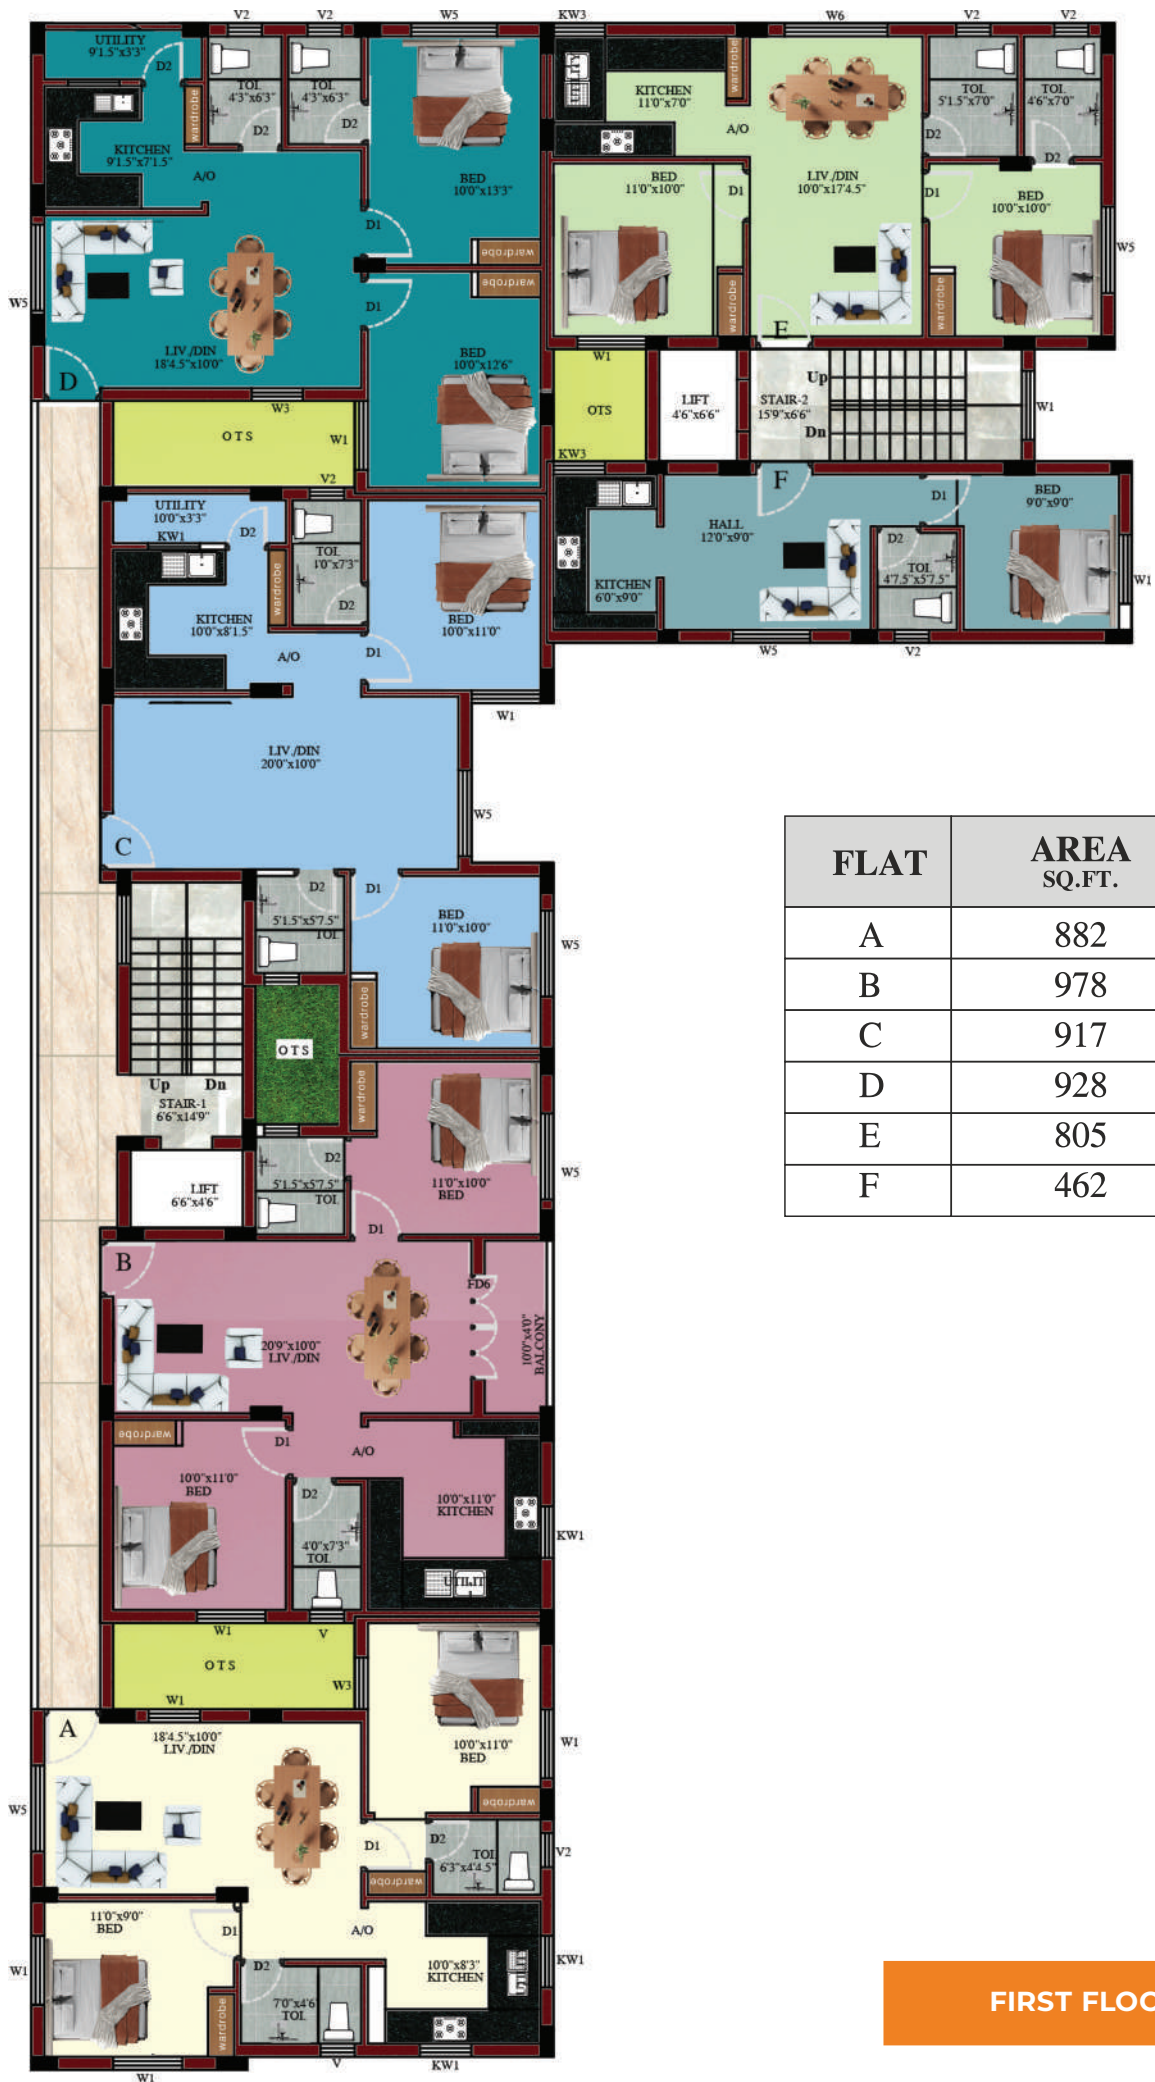 V2
V2
W5
KW3
W6
V2
V2
UTILITY
9'1.5"x3'3"
D2
TOI.
4'3"x6'3"
TOI.
4'3"x6'3"
D2
D2
wardrobe
KITCHEN
9'1.5"x7'1.5"
A/O
BED
10'0"x13'3"
D1
wardrobe
wardrobe
D1
W5
LIV./DIN
18'4.5"x10'0"
D
BED
10'0"x12'6"
W3
OTS
W1
V2
KITCHEN
11'0"x7'0"
wardrobe
A/O
BED
11'0"x10'0"
D1
LIV./DIN
10'0"x17'4.5"
TOI.
5'1.5"x7'0"
TOI.
4'6"x7'0"
D2
D2
D1
BED
10'0"x10'0"
W5
wardrobe
wardrobe
E
W1
OTS
KW3
LIFT
4'6"x6'6"
Up
STAIR-2
15'9"x6'6"
Dn
W1
UTILITY
10'0"x3'3"
KW1
D2
TOI.
D2
wardrobe
KITCHEN
10'0"x8'1.5"
A/O
BED
10'0"x11'0"
D1
W1
F
HALL
12'0"x9'0"
D1
BED
9'0"x9'0"
D2
TOI.
4'7.5"x5'7.5"
KITCHEN
6'0"x9'0"
W1
W5
V2
LIV./DIN
20'0"x10'0"
W5
C
D2
5'1.5"x5'7.5"
TOI.
D1
BED
11'0"x10'0"
W5
wardrobe
OTS
Up
Dn
STAIR-1
6'6"x14'9"
LIFT
6'6"x4'6"
wardrobe
D2
5'1.5"x5'7.5"
TOI.
11'0"x10'0"
BED
W5
D1
B
FD6
20'9"x10'0"
LIV./DIN
10'0"x4'0"
BALCONY
wardrobe
D1
A/O
10'0"x11'0"
BED
D2
4'0"x7'3"
TOI.
10'0"x11'0"
KITCHEN
KW1
W1
V
OTS
W3
W1
A
18'4.5"x10'0"
LIV./DIN
10'0"x11'0"
BED
W1
wardrobe
W5
D1
D2
TOI.
6'3"x4'4.5"
V2
wardrobe
11'0"x9'0"
BED
D1
A/O
W1
D2
7'0"x4'6
TOI.
10'0"x8'3"
KITCHEN
KW1
wardrobe
W1
V
KW1
FLAT AREA
SQ.FT.
A 882
B 978
C 917
D 928
E 805
F 462
FIRST FLOO